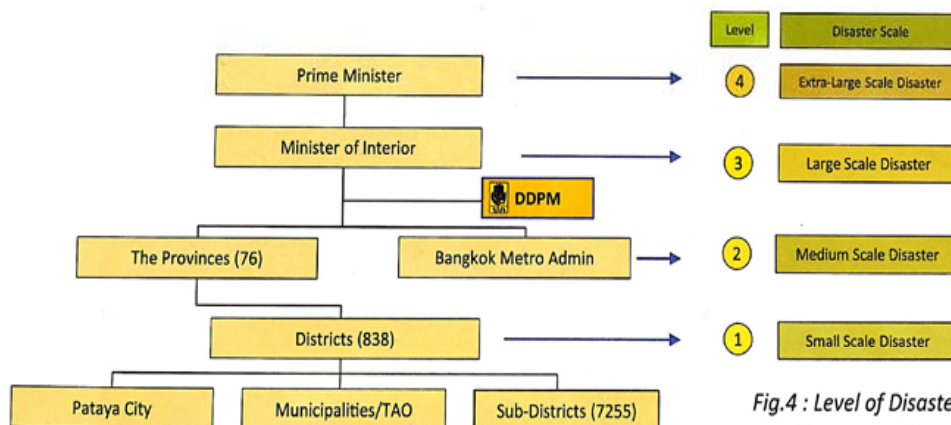 Level Disaster Scale
Prime Minister 4 Extra-Large Scale Disaster
Minister of Interior 3 Large Scale Disaster
DDPM
The Provinces (76) Bangkok Metro Admin 2 Medium Scale Disaster
Districts (838) 1 Small Scale Disaster
Pataya City Municipalities/TAO Sub-Districts (7255)
Fig.4 : Level of Disaste